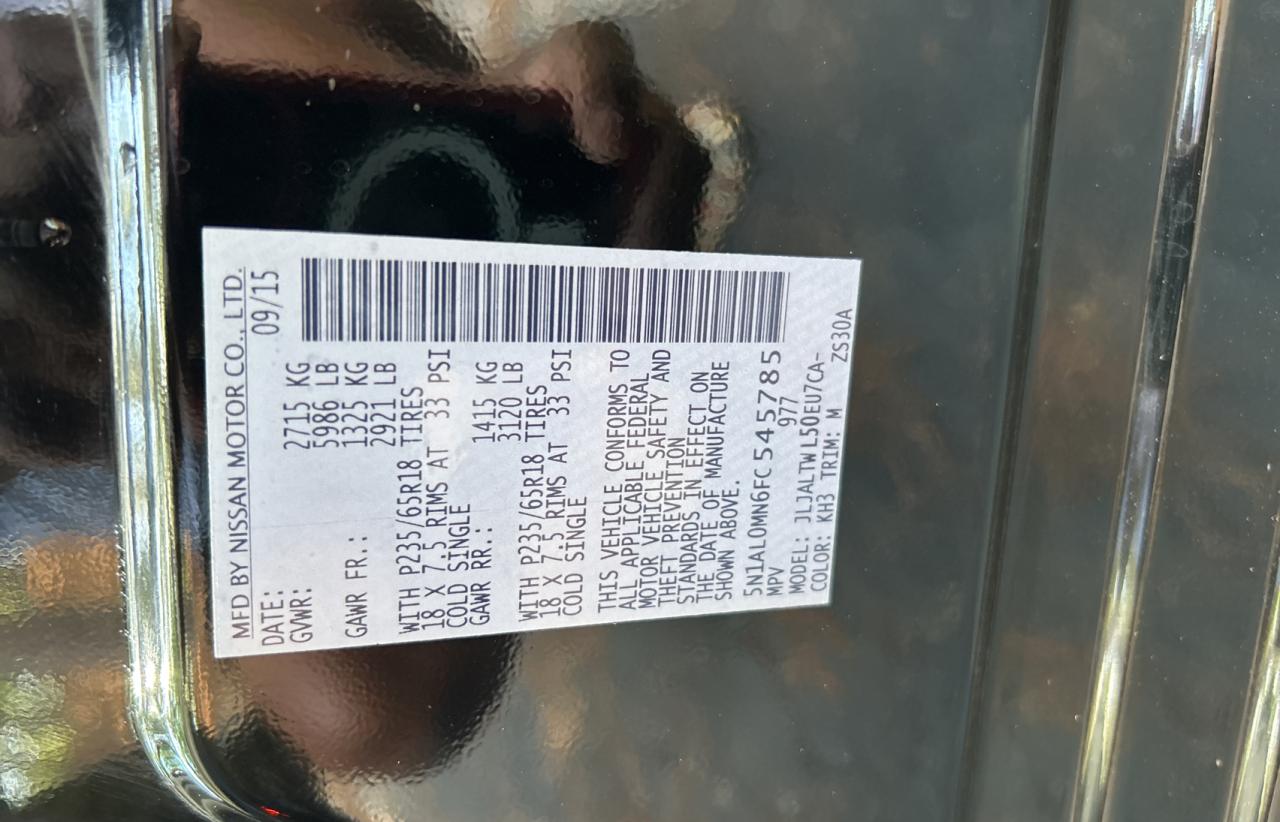 MFD BY NISSAN MOTOR CO., LTD.
DATE: 09/15
GVWR: 2715 KG
5986 LB
GAWR FR.: 1325 KG
2921 LB
WITH P235/65R18 TIRES
18 X 7.5 RIMS AT 33 PSI
COLD SINGLE
GAWR RR.: 1415 KG
3120 LB
WITH P235/65R18 TIRES
18 X 7.5 RIMS AT 33 PSI
COLD SINGLE
THIS VEHICLE CONFORMS TO
ALL APPLICABLE FEDERAL
MOTOR VEHICLE SAFETY AND
THEFT PREVENTION
STANDARDS IN EFFECT ON
THE DATE OF MANUFACTURE
SHOWN ABOVE.
5N1AL0MN6FC545785
MPV 977
MODEL: JLJALTWL50EU7CA-
COLOR: KH3 TRIM: M ZS30A